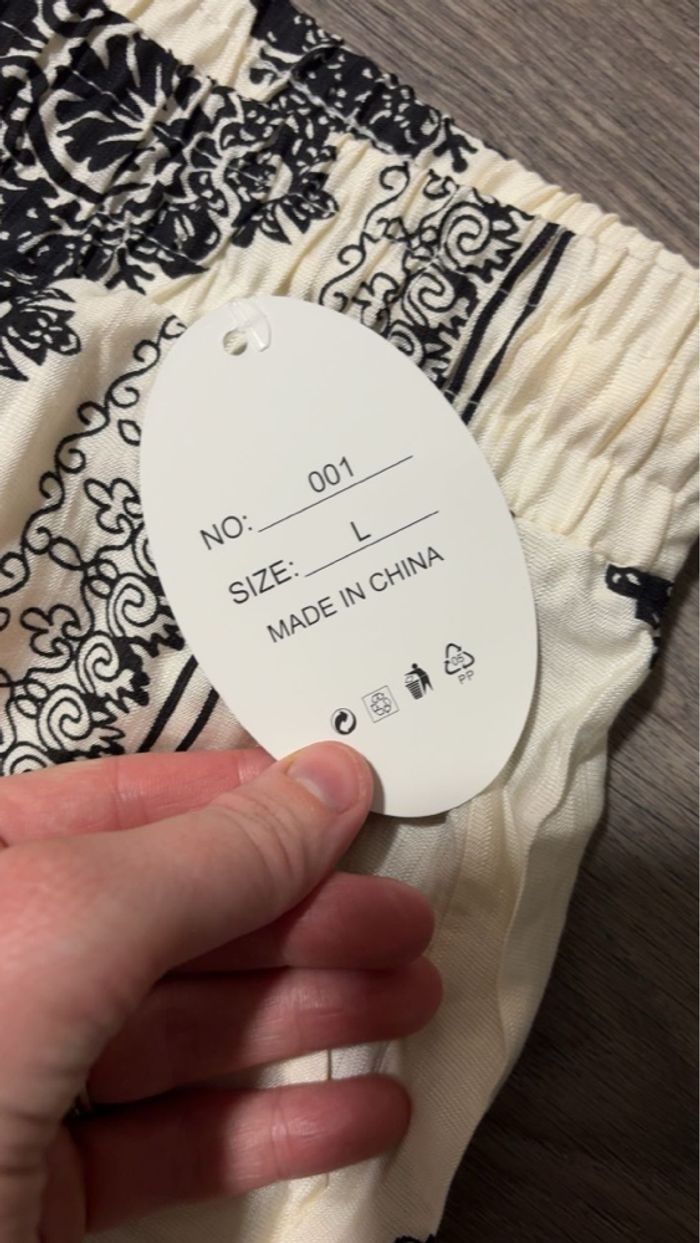 NO: 001
SIZE: L
MADE IN CHINA
05
PP